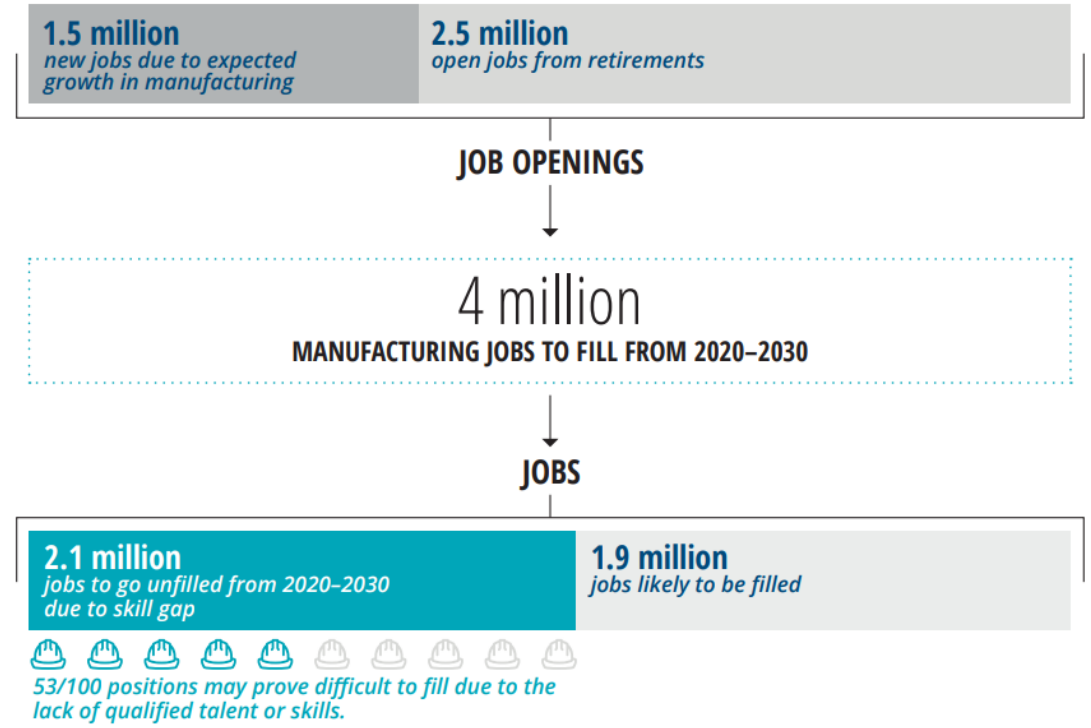 1.5 million
new jobs due to expected
growth in manufacturing
2.5 million
open jobs from retirements
JOB OPENINGS
4 million
MANUFACTURING JOBS TO FILL FROM 2020–2030
JOBS
2.1 million
jobs to go unfilled from 2020–2030
due to skill gap
1.9 million
jobs likely to be filled
53/100 positions may prove difficult to fill due to the
lack of qualified talent or skills.